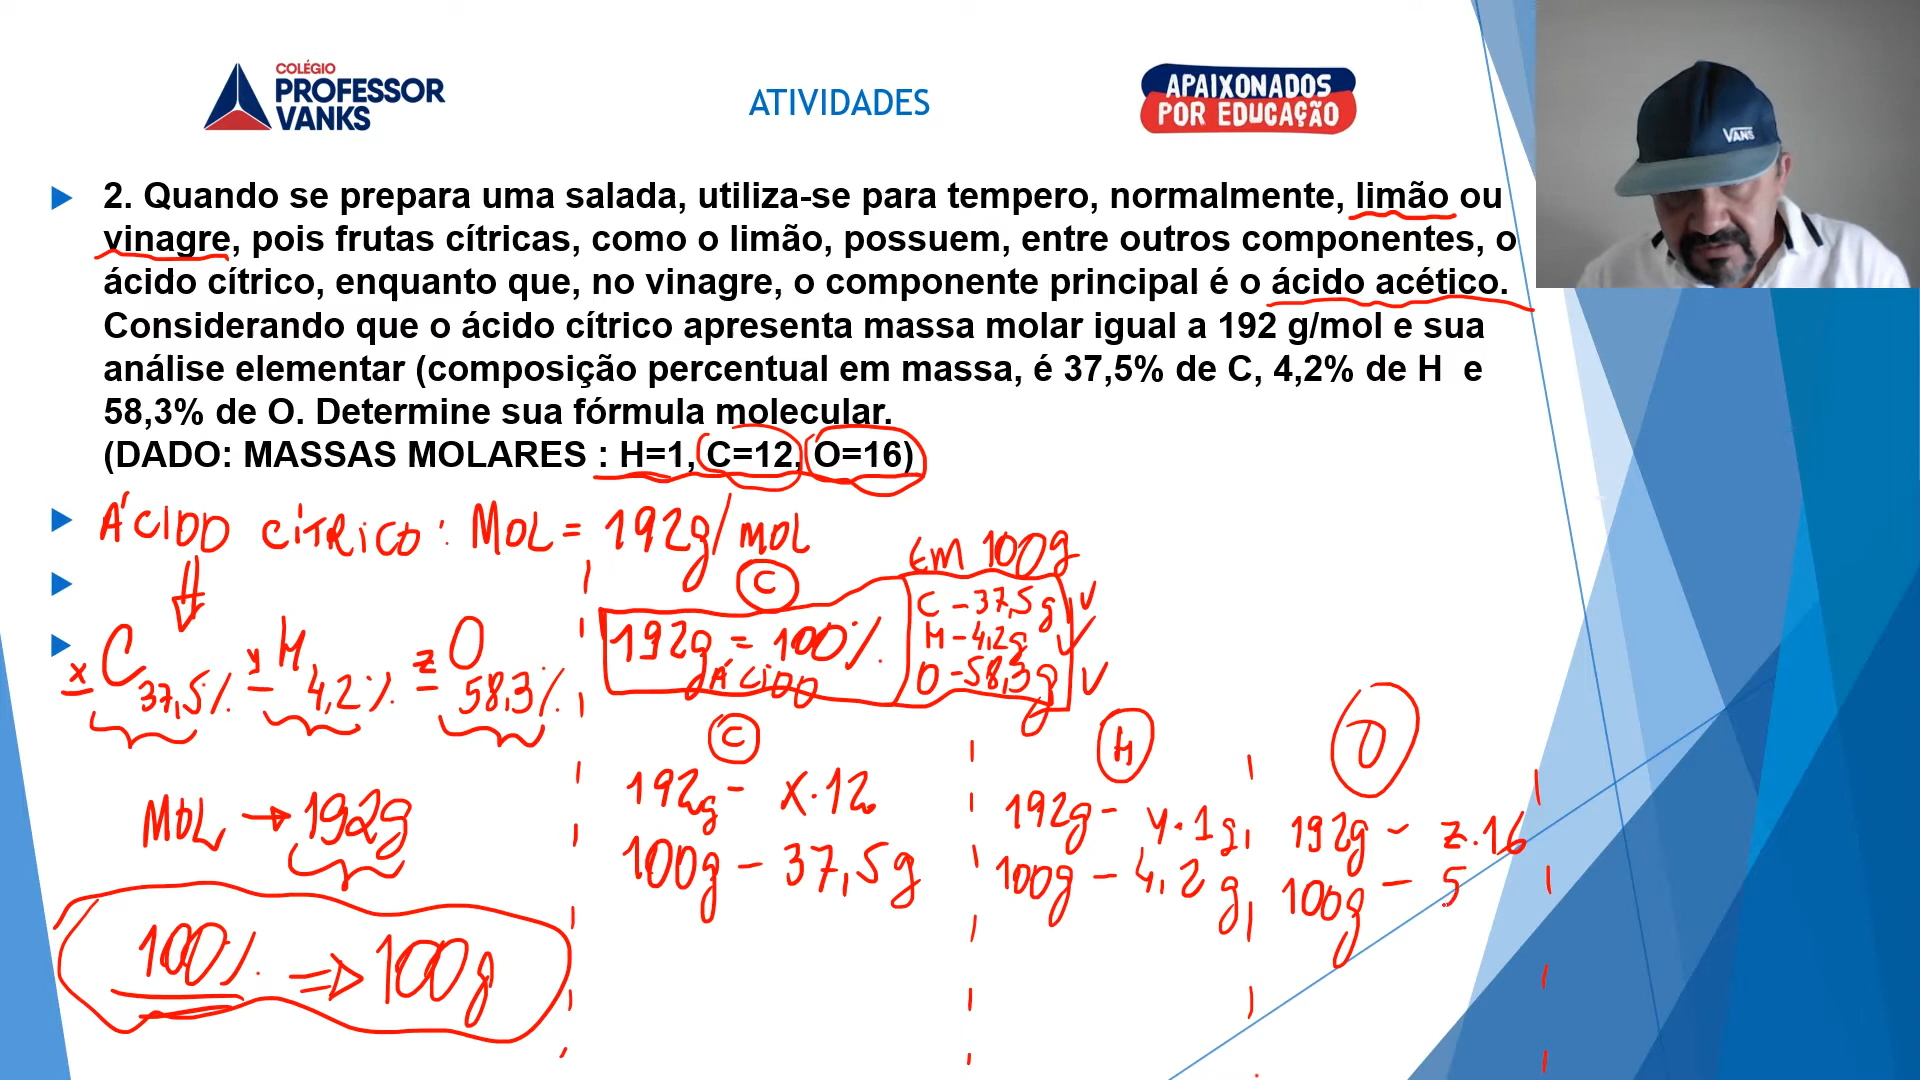 COLÉGIO
PROFESSOR
VANKS
ATIVIDADES
APAIXONADOS
POR EDUCAÇÃO
VANS
2. Quando se prepara uma salada, utiliza-se para tempero, normalmente, limão ou
vinagre, pois frutas cítricas, como o limão, possuem, entre outros componentes, o
ácido cítrico, enquanto que, no vinagre, o componente principal é o ácido acético.
Considerando que o ácido cítrico apresenta massa molar igual a 192 g/mol e sua
análise elementar (composição percentual em massa, é 37,5% de C, 4,2% de H e
58,3% de O. Determine sua fórmula molecular.
(DADO: MASSAS MOLARES : H=1, C=12, O=16)
ÁCIDO CÍTRICO: MOL = 192g/MOL
x C 37,5% y H 4,2% z O 58,3%
MOL → 192g
100% ⇒ 100g
C
192g = 100%
ÁCIDO
EM 100g
C - 37,5g
H - 4,2g
O - 58,3g
C
192g - X.12
100g - 37,5g
H
192g - Y.1g
100g - 4,2g
O
192g - Z.16
100g - 5